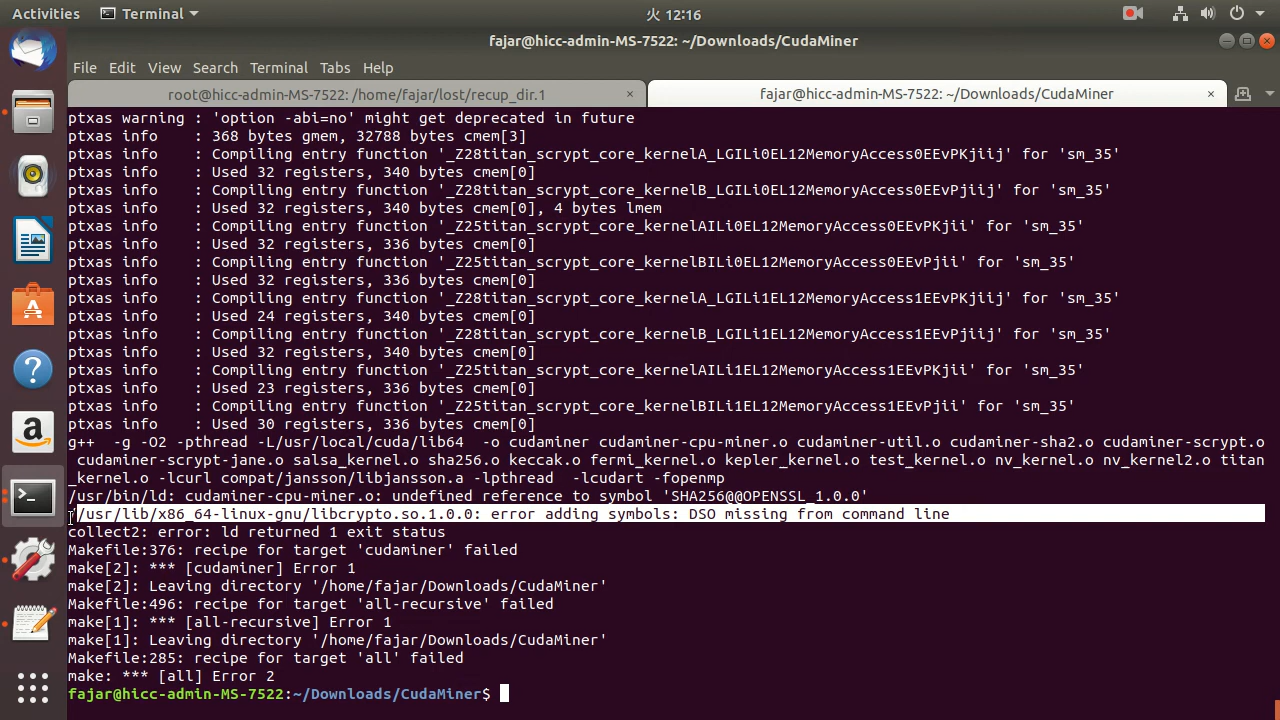 Activities Terminal 火 12:16
fajar@hicc-admin-MS-7522: ~/Downloads/CudaMiner
File Edit View Search Terminal Tabs Help
root@hicc-admin-MS-7522: /home/fajar/lost/recup_dir.1 × fajar@hicc-admin-MS-7522: ~/Downloads/CudaMiner ×
ptxas warning : 'option -abi=no' might get deprecated in future
ptxas info    : 368 bytes gmem, 32788 bytes cmem[3]
ptxas info    : Compiling entry function '_Z28titan_scrypt_core_kernelA_LGILi0EL12MemoryAccess0EEvPKjiij' for 'sm_35'
ptxas info    : Used 32 registers, 340 bytes cmem[0]
ptxas info    : Compiling entry function '_Z28titan_scrypt_core_kernelB_LGILi0EL12MemoryAccess0EEvPjiij' for 'sm_35'
ptxas info    : Used 32 registers, 340 bytes cmem[0], 4 bytes lmem
ptxas info    : Compiling entry function '_Z25titan_scrypt_core_kernelAILi0EL12MemoryAccess0EEvPKjii' for 'sm_35'
ptxas info    : Used 32 registers, 336 bytes cmem[0]
ptxas info    : Compiling entry function '_Z25titan_scrypt_core_kernelBILi0EL12MemoryAccess0EEvPjii' for 'sm_35'
ptxas info    : Used 32 registers, 336 bytes cmem[0]
ptxas info    : Compiling entry function '_Z28titan_scrypt_core_kernelA_LGILi1EL12MemoryAccess1EEvPKjiij' for 'sm_35'
ptxas info    : Used 24 registers, 340 bytes cmem[0]
ptxas info    : Compiling entry function '_Z28titan_scrypt_core_kernelB_LGILi1EL12MemoryAccess1EEvPjiij' for 'sm_35'
ptxas info    : Used 32 registers, 340 bytes cmem[0]
ptxas info    : Compiling entry function '_Z25titan_scrypt_core_kernelAILi1EL12MemoryAccess1EEvPKjii' for 'sm_35'
ptxas info    : Used 23 registers, 336 bytes cmem[0]
ptxas info    : Compiling entry function '_Z25titan_scrypt_core_kernelBILi1EL12MemoryAccess1EEvPjii' for 'sm_35'
ptxas info    : Used 30 registers, 336 bytes cmem[0]
g++  -g -O2 -pthread -L/usr/local/cuda/lib64  -o cudaminer cudaminer-cpu-miner.o cudaminer-util.o cudaminer-sha2.o cudaminer-scrypt.o
 cudaminer-scrypt-jane.o salsa_kernel.o sha256.o keccak.o fermi_kernel.o kepler_kernel.o test_kernel.o nv_kernel.o nv_kernel2.o titan
_kernel.o -lcurl compat/jansson/libjansson.a -lpthread  -lcudart -fopenmp
/usr/bin/ld: cudaminer-cpu-miner.o: undefined reference to symbol 'SHA256@@OPENSSL_1.0.0'
//usr/lib/x86_64-linux-gnu/libcrypto.so.1.0.0: error adding symbols: DSO missing from command line
collect2: error: ld returned 1 exit status
Makefile:376: recipe for target 'cudaminer' failed
make[2]: *** [cudaminer] Error 1
make[2]: Leaving directory '/home/fajar/Downloads/CudaMiner'
Makefile:496: recipe for target 'all-recursive' failed
make[1]: *** [all-recursive] Error 1
make[1]: Leaving directory '/home/fajar/Downloads/CudaMiner'
Makefile:285: recipe for target 'all' failed
make: *** [all] Error 2
fajar@hicc-admin-MS-7522:~/Downloads/CudaMiner$